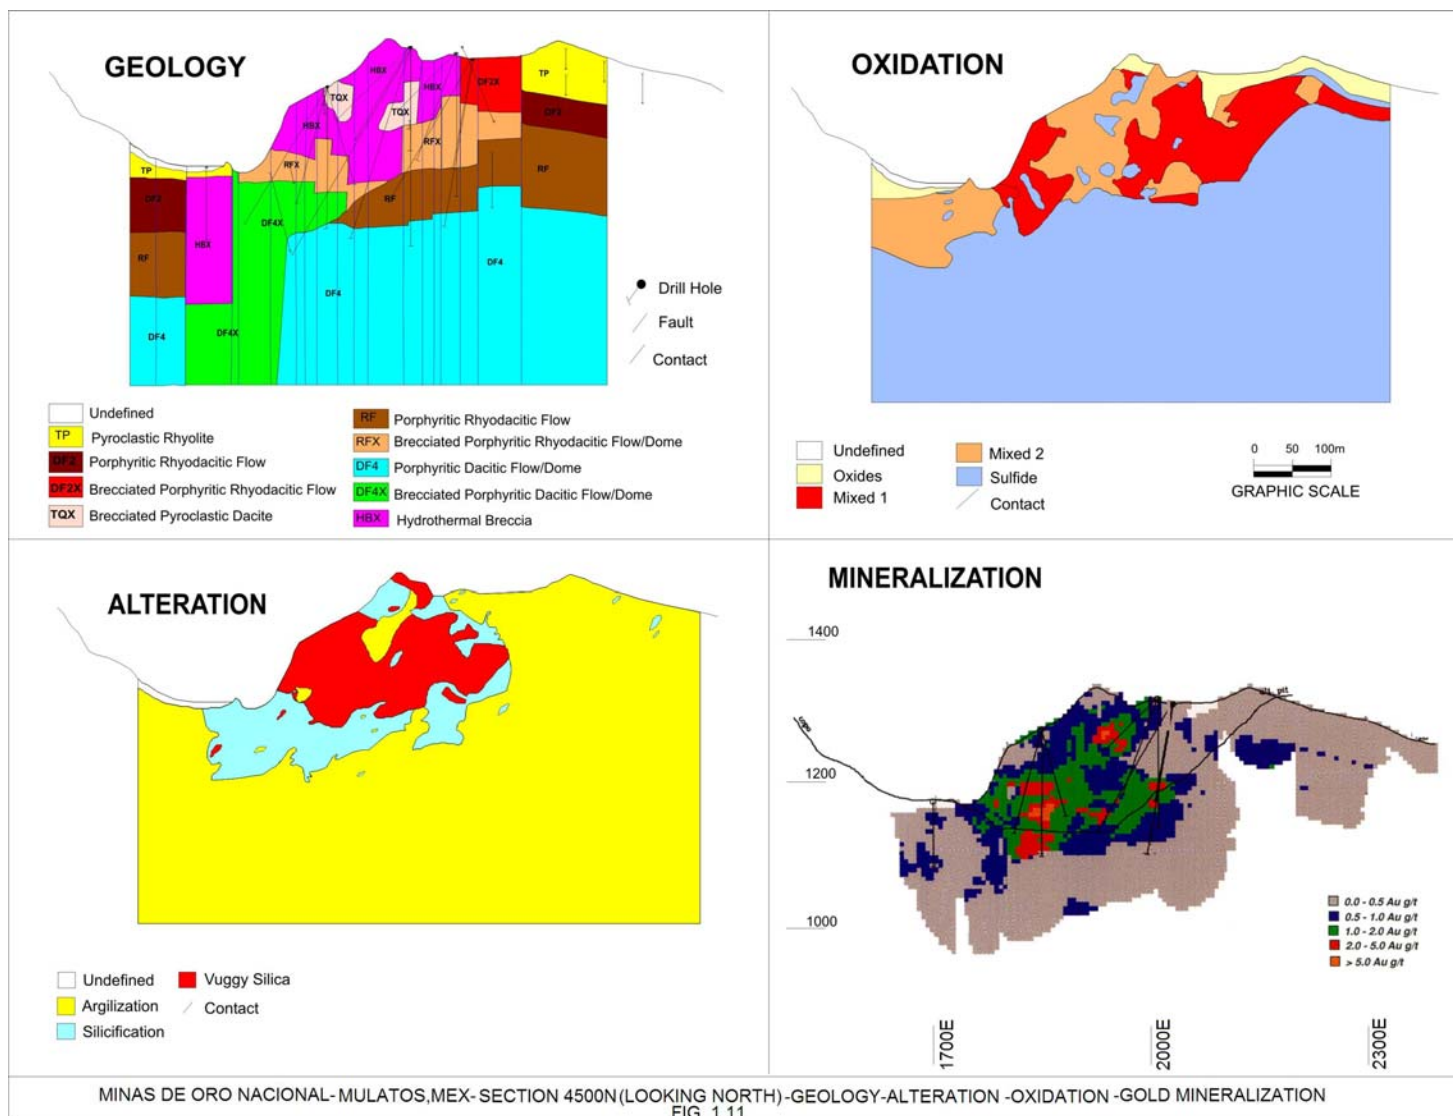 GEOLOGY
HBX
TQX
HBX
DF2X
TP
TQX
HBX
DF2
RFX
RFX
TP
RF
DF2
RF
DF4X
HBX
RF
DF4
DF4
DF4
DF4X
Drill Hole
Fault
Contact
Undefined
TP Pyroclastic Rhyolite
DF2 Porphyritic Rhyodacitic Flow
DF2X Brecciated Porphyritic Rhyodacitic Flow
TQX Brecciated Pyroclastic Dacite
RF Porphyritic Rhyodacitic Flow
RFX Brecciated Porphyritic Rhyodacitic Flow/Dome
DF4 Porphyritic Dacitic Flow/Dome
DF4X Brecciated Porphyritic Dacitic Flow/Dome
HBX Hydrothermal Breccia
OXIDATION
Undefined
Oxides
Mixed 1
Mixed 2
Sulfide
Contact
0 50 100m
GRAPHIC SCALE
ALTERATION
Undefined
Argilization
Silicification
Vuggy Silica
Contact
MINERALIZATION
1400
1200
1000
pit
0.0 - 0.5 Au g/t
0.5 - 1.0 Au g/t
1.0 - 2.0 Au g/t
2.0 - 5.0 Au g/t
> 5.0 Au g/t
1700E
2000E
2300E
MINAS DE ORO NACIONAL- MULATOS,MEX- SECTION 4500N (LOOKING NORTH) -GEOLOGY-ALTERATION -OXIDATION -GOLD MINERALIZATION
FIG. 1.11